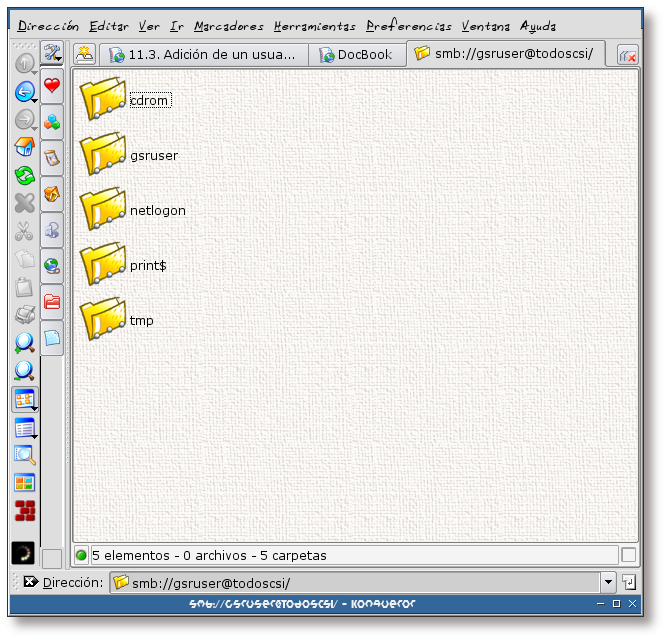 Dirección Editar Ver Ir Marcadores Herramientas Preferencias Ventana Ayuda
11.3. Adición de un usua... DocBook smb://gsruser@todoscsi/
cdrom
gsruser
netlogon
print$
tmp
5 elementos - 0 archivos - 5 carpetas
Dirección: smb://gsruser@todoscsi/
smb://gsruser@todoscsi/ - Konqueror